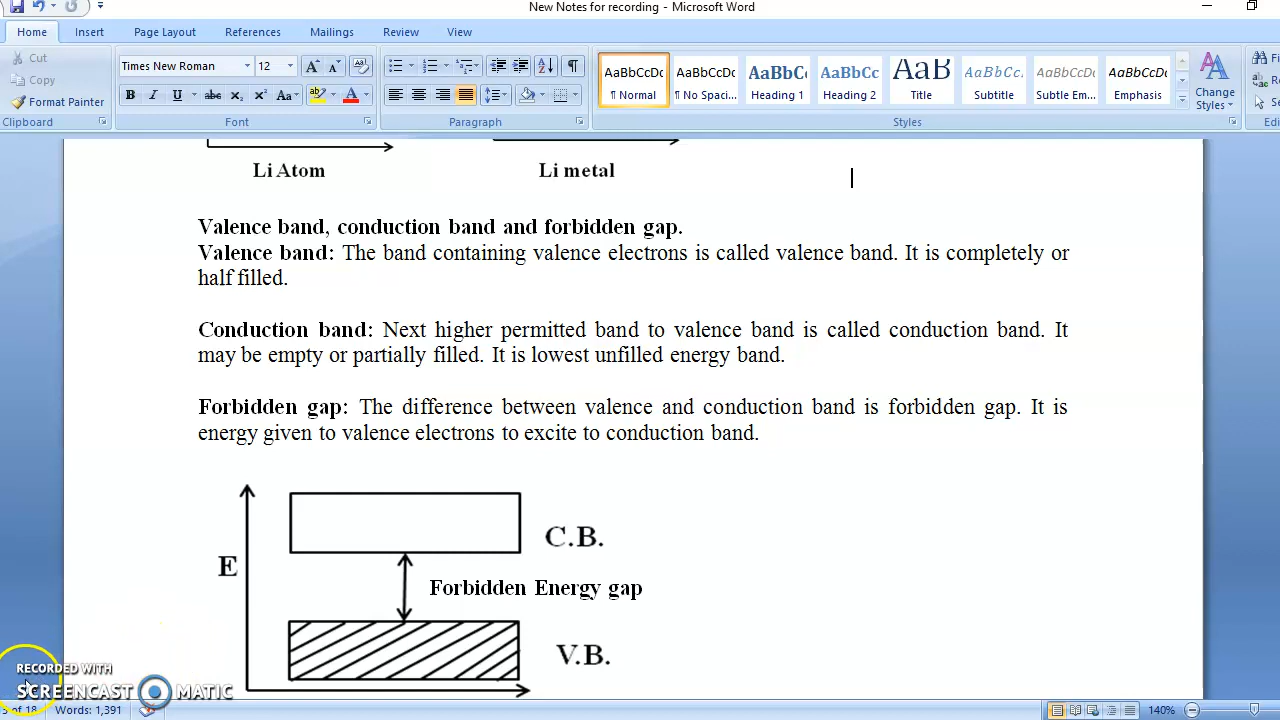 New Notes for recording - Microsoft Word
Home Insert Page Layout References Mailings Review View
Cut
Copy
Format Painter
Clipboard
Times New Roman 12
Font
Paragraph
AaBbCcDc AaBbCcDc AaBbCc AaBbCc AaB AaBbCc. AaBbCcDc AaBbCcDc
¶ Normal ¶ No Spaci... Heading 1 Heading 2 Title Subtitle Subtle Em... Emphasis
Change
Styles
Styles
Li Atom Li metal
Valence band, conduction band and forbidden gap.
Valence band: The band containing valence electrons is called valence band. It is completely or
half filled.
Conduction band: Next higher permitted band to valence band is called conduction band. It
may be empty or partially filled. It is lowest unfilled energy band.
Forbidden gap: The difference between valence and conduction band is forbidden gap. It is
energy given to valence electrons to excite to conduction band.
C.B.
E
Forbidden Energy gap
V.B.
RECORDED WITH
SCREENCAST MATIC
of 18 Words: 1,391 140%